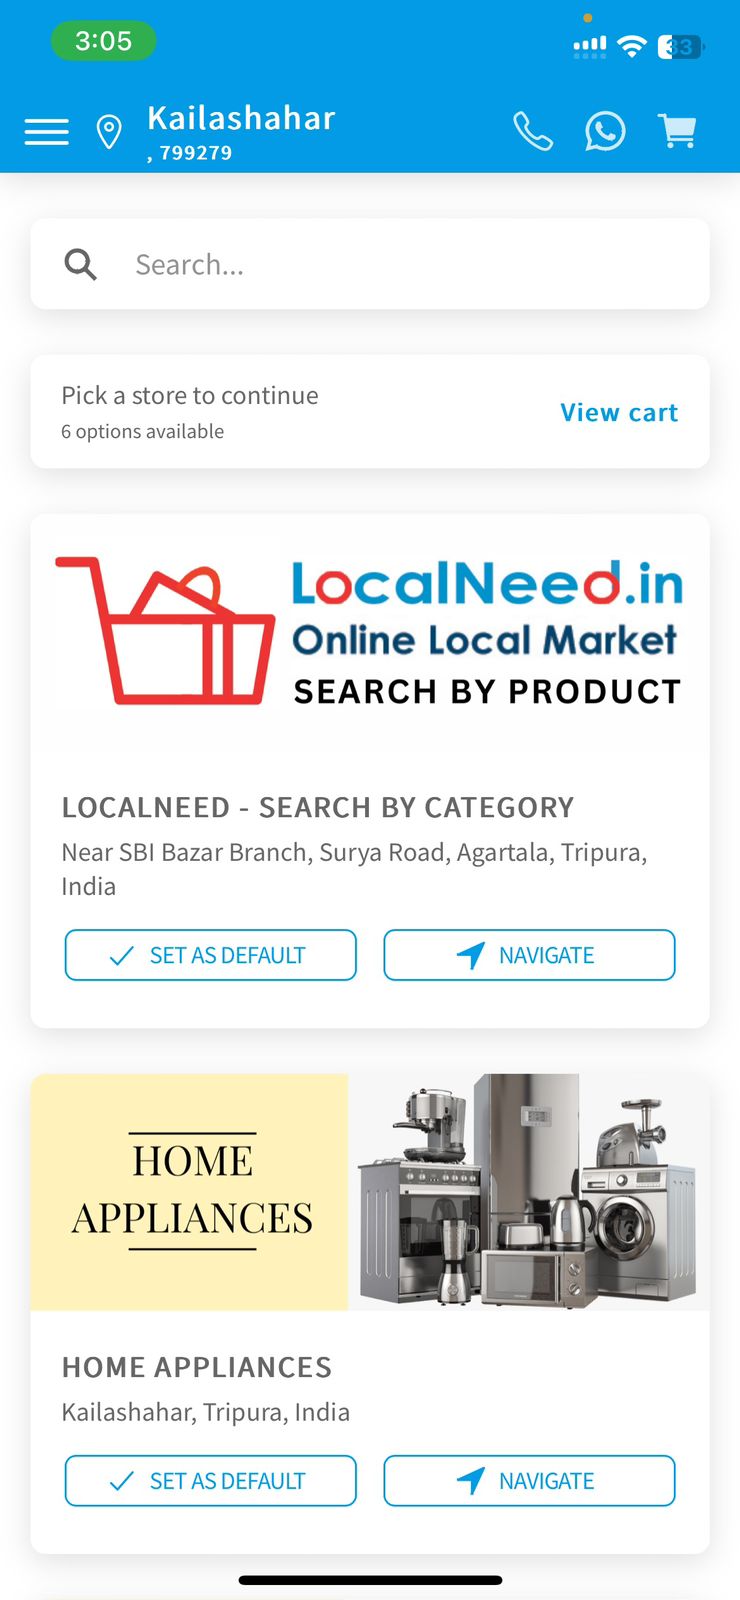 3:05
33
Kailashahar
, 799279
Search...
Pick a store to continue
6 options available
View cart
LocalNeed.in
Online Local Market
SEARCH BY PRODUCT
LOCALNEED - SEARCH BY CATEGORY
Near SBI Bazar Branch, Surya Road, Agartala, Tripura,
India
SET AS DEFAULT
NAVIGATE
HOME
APPLIANCES
HOME APPLIANCES
Kailashahar, Tripura, India
SET AS DEFAULT
NAVIGATE